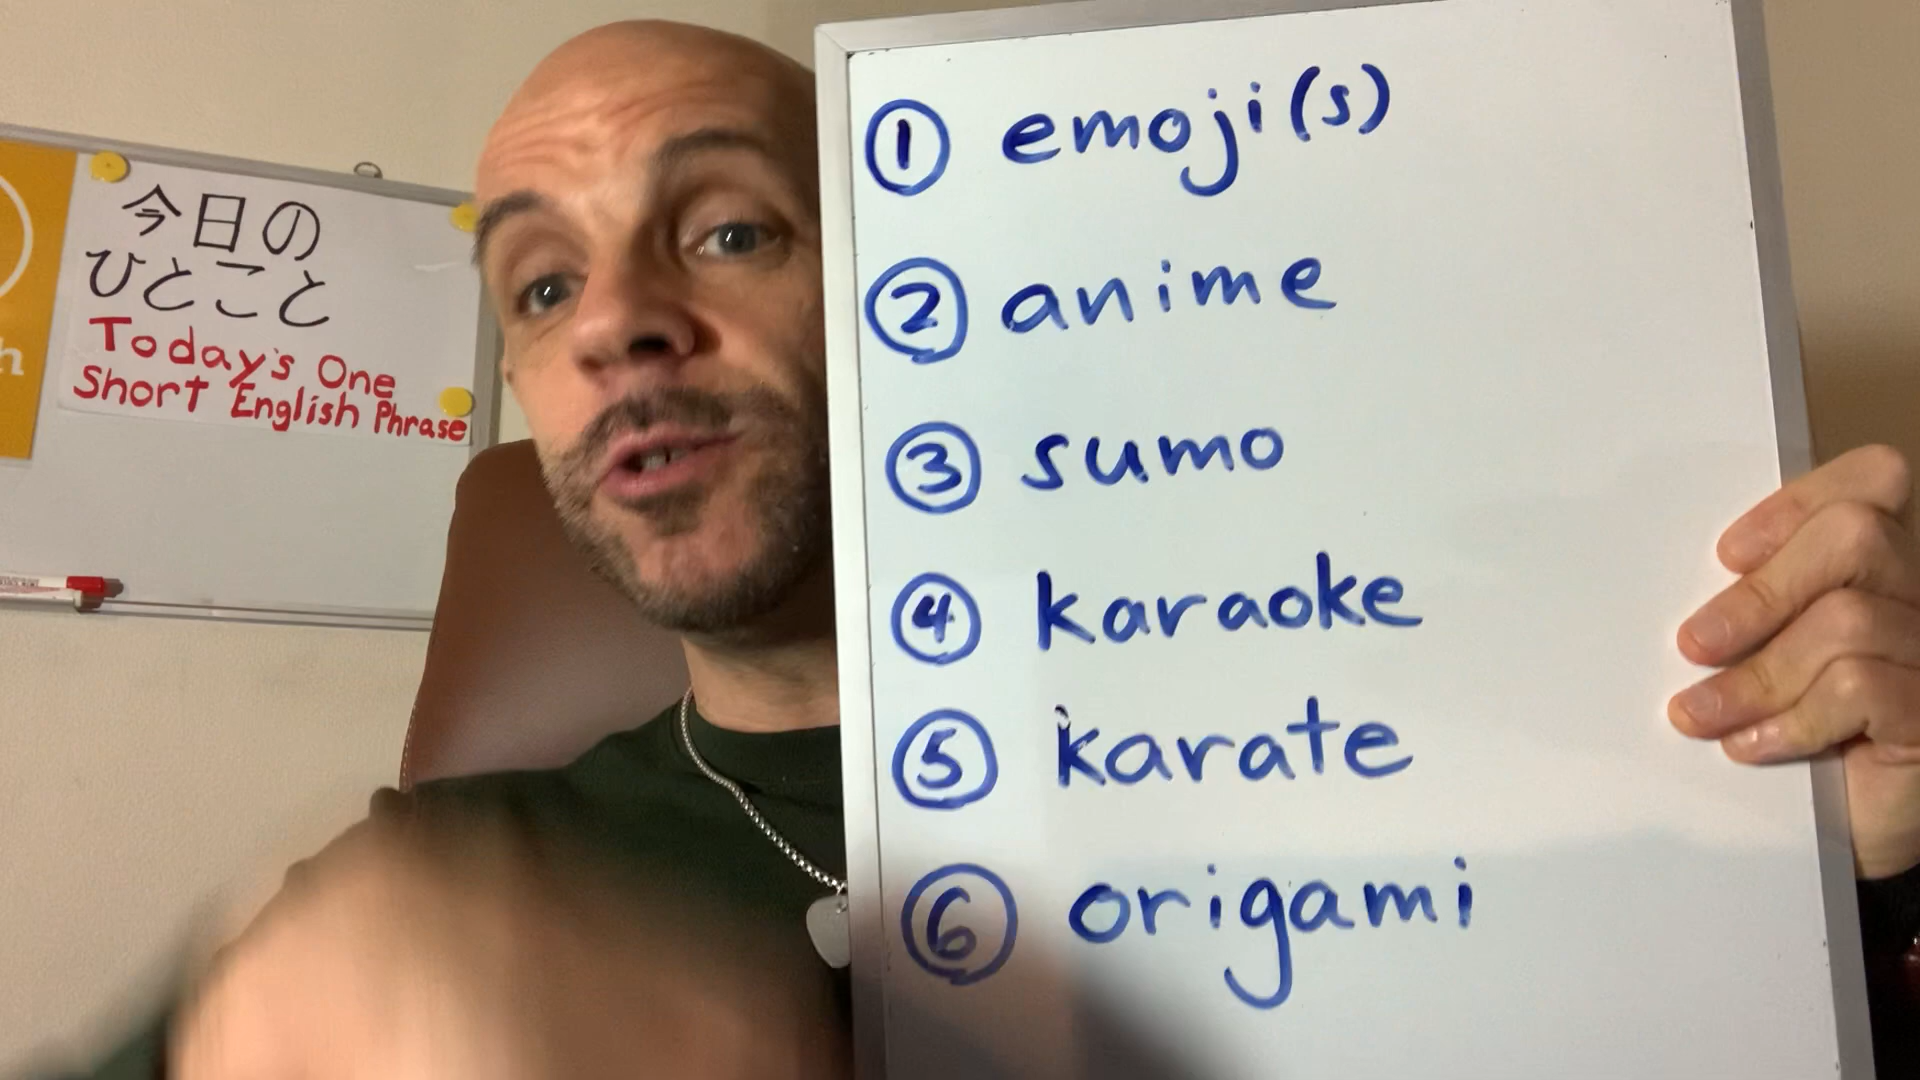 今日の
ひとこと
Today's One
Short English Phrase
h
① emoji(s)
② anime
③ sumo
④ karaoke
⑤ karate
⑥ origami